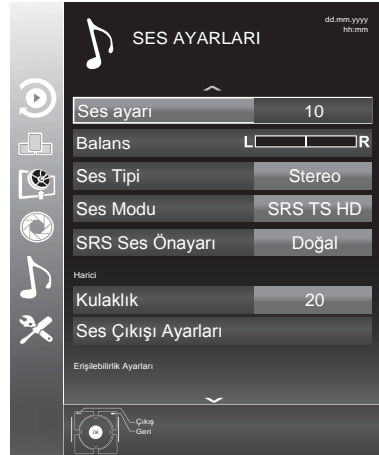 SES AYARLARI
dd.mm.yyyy
hh:mm
Ses ayarı 10
Balans L R
Ses Tipi Stereo
Ses Modu SRS TS HD
SRS Ses Önayarı Doğal
Harici
Kulaklık 20
Ses Çıkışı Ayarları
Erişilebilirlik Ayarları
OK
Çıkış
Geri